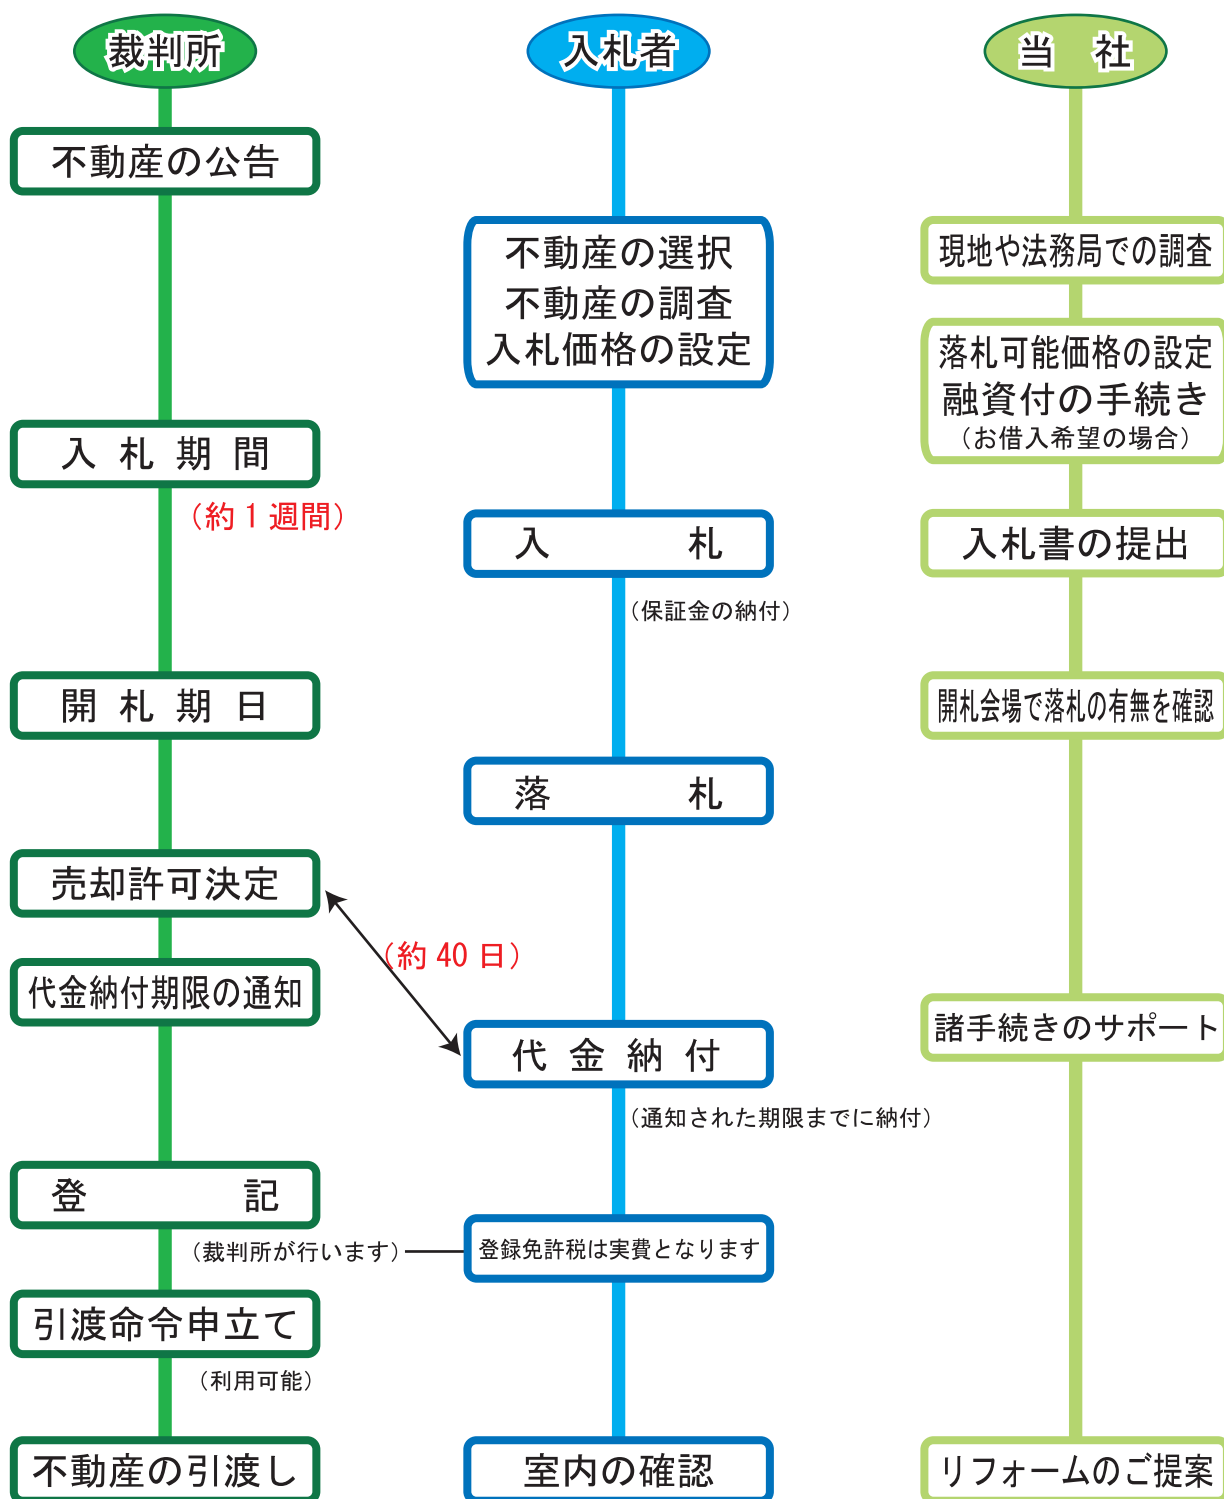 裁判所
入札者
当　社
不動産の公告
不動産の選択
不動産の調査
入札価格の設定
現地や法務局での調査
落札可能価格の設定
融資付の手続き
（お借入希望の場合）
入 札 期 間
（約 1 週間）
入　　　札
（保証金の納付）
入札書の提出
開 札 期 日
開札会場で落札の有無を確認
落　　　札
売却許可決定
（約 40 日）
代金納付期限の通知
代 金 納 付
（通知された期限までに納付）
諸手続きのサポート
登　　　　記
（裁判所が行います）
登録免許税は実費となります
引渡命令申立て
（利用可能）
不動産の引渡し
室内の確認
リフォームのご提案